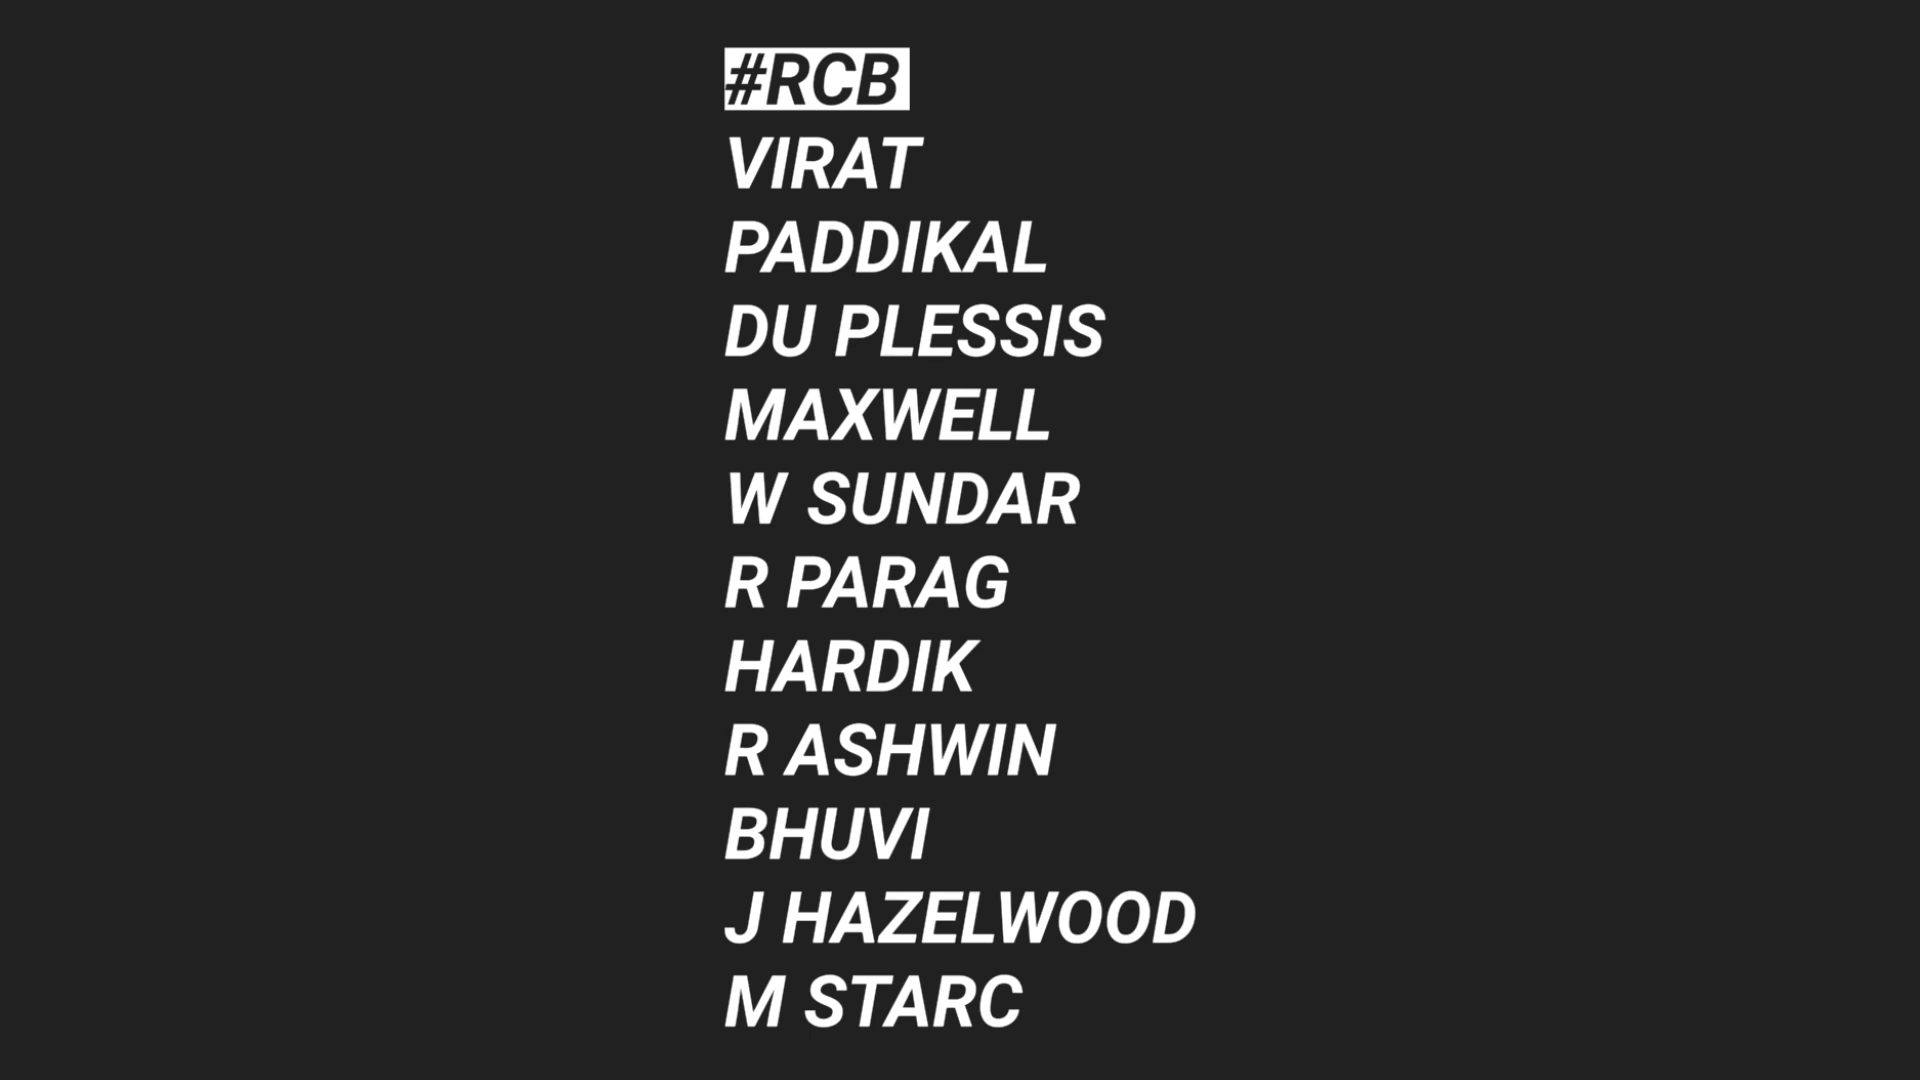 #RCB
VIRAT
PADDIKAL
DU PLESSIS
MAXWELL
W SUNDAR
R PARAG
HARDIK
R ASHWIN
BHUVI
J HAZELWOOD
M STARC